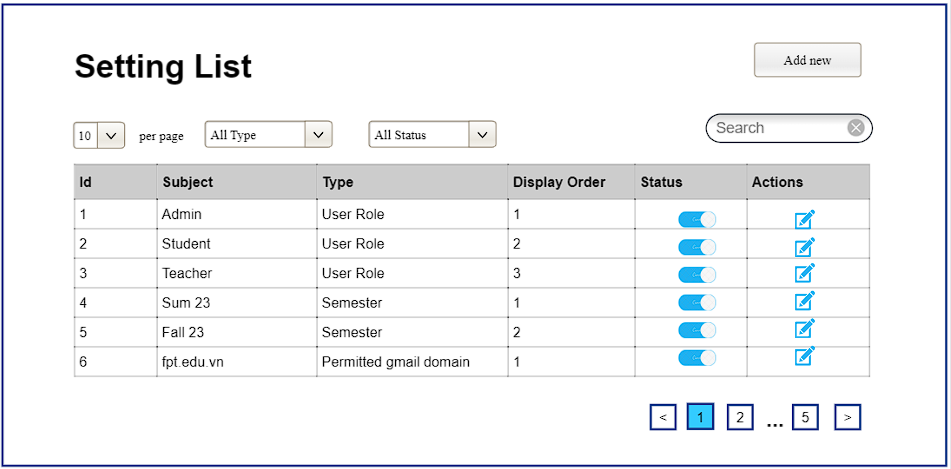 Setting List
Add new
10 per page All Type All Status Search
Id Subject Type Display Order Status Actions
1 Admin User Role 1
2 Student User Role 2
3 Teacher User Role 3
4 Sum 23 Semester 1
5 Fall 23 Semester 2
6 fpt.edu.vn Permitted gmail domain 1
< 1 2 ... 5 >